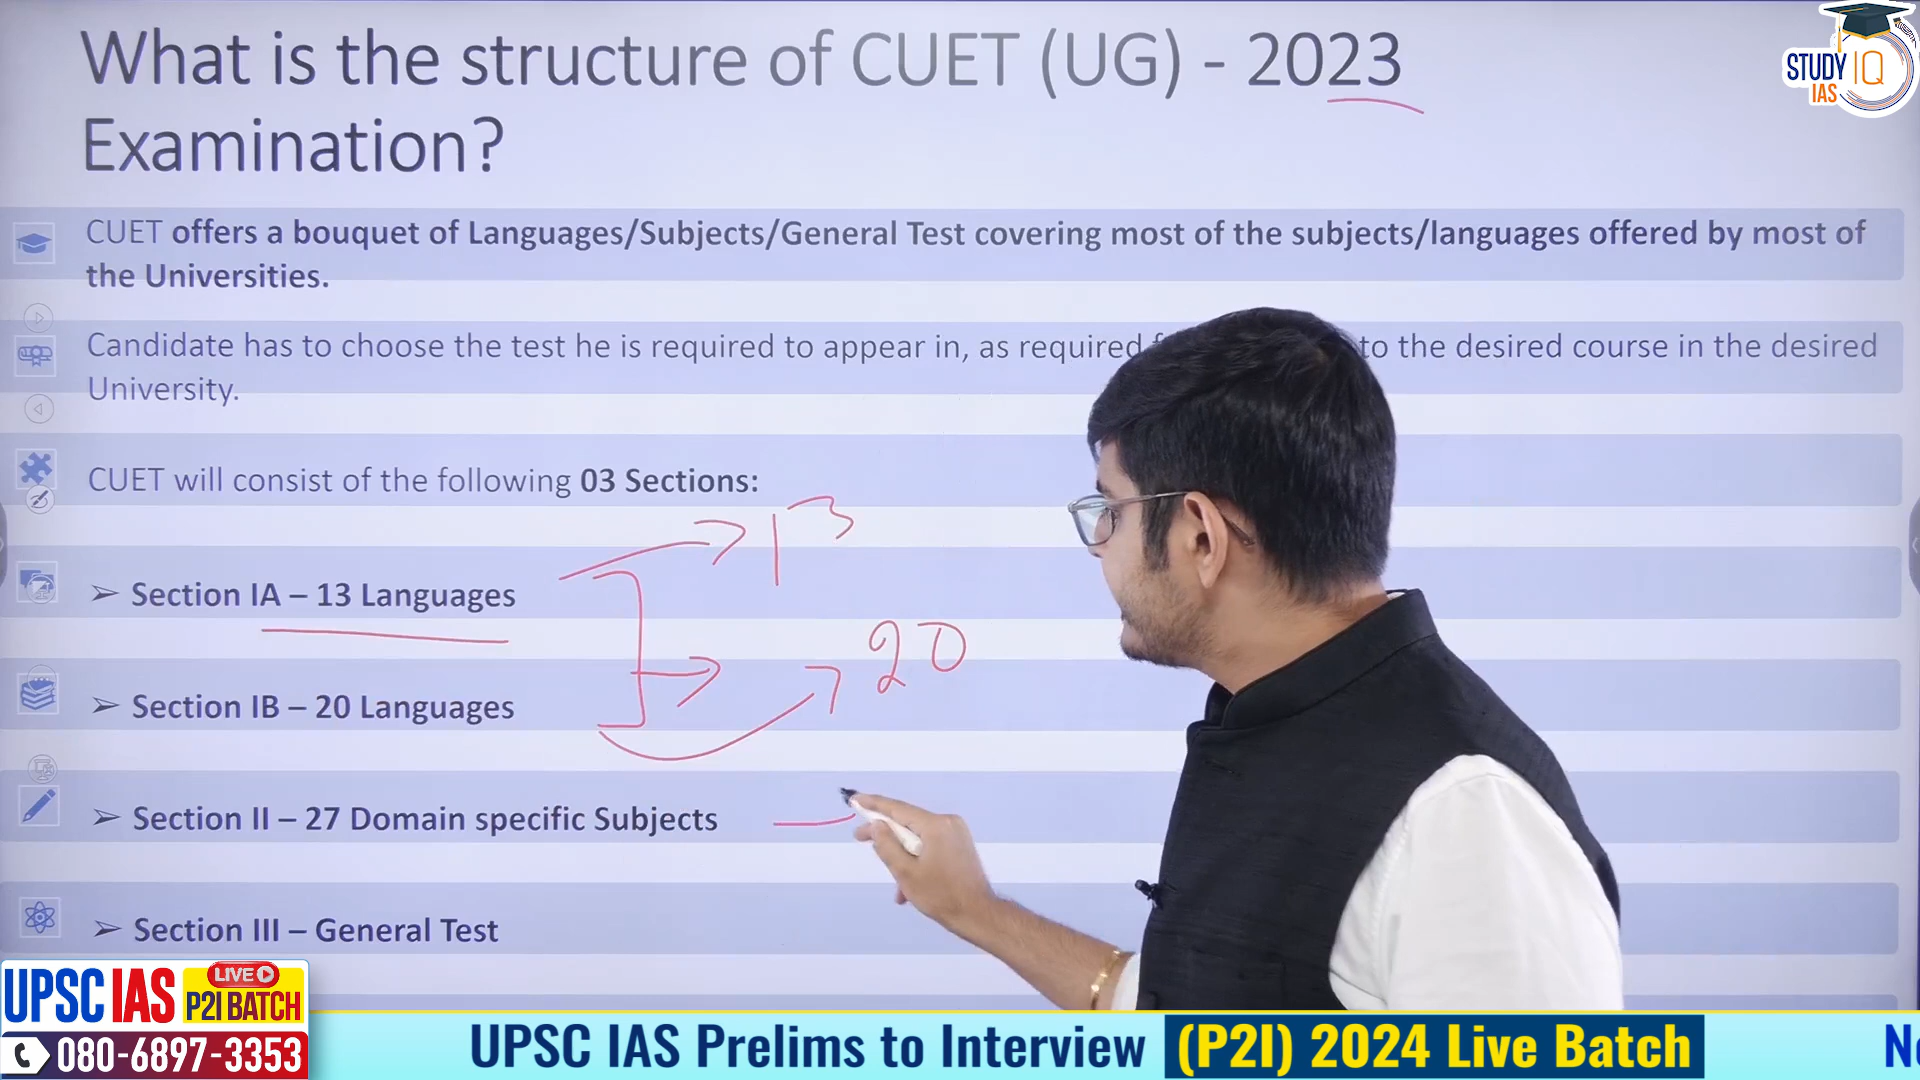 What is the structure of CUET (UG) - 2023
Examination?
STUDY IQ
IAS
CUET offers a bouquet of Languages/Subjects/General Test covering most of the subjects/languages offered by most of
the Universities.
Candidate has to choose the test he is required to appear in, as required to the desired course in the desired
University.
CUET will consist of the following 03 Sections:
13
➢ Section IA – 13 Languages
20
➢ Section IB – 20 Languages
➢ Section II – 27 Domain specific Subjects
➢ Section III – General Test
UPSC IAS LIVE P2I BATCH
080-6897-3353
UPSC IAS Prelims to Interview (P2I) 2024 Live Batch